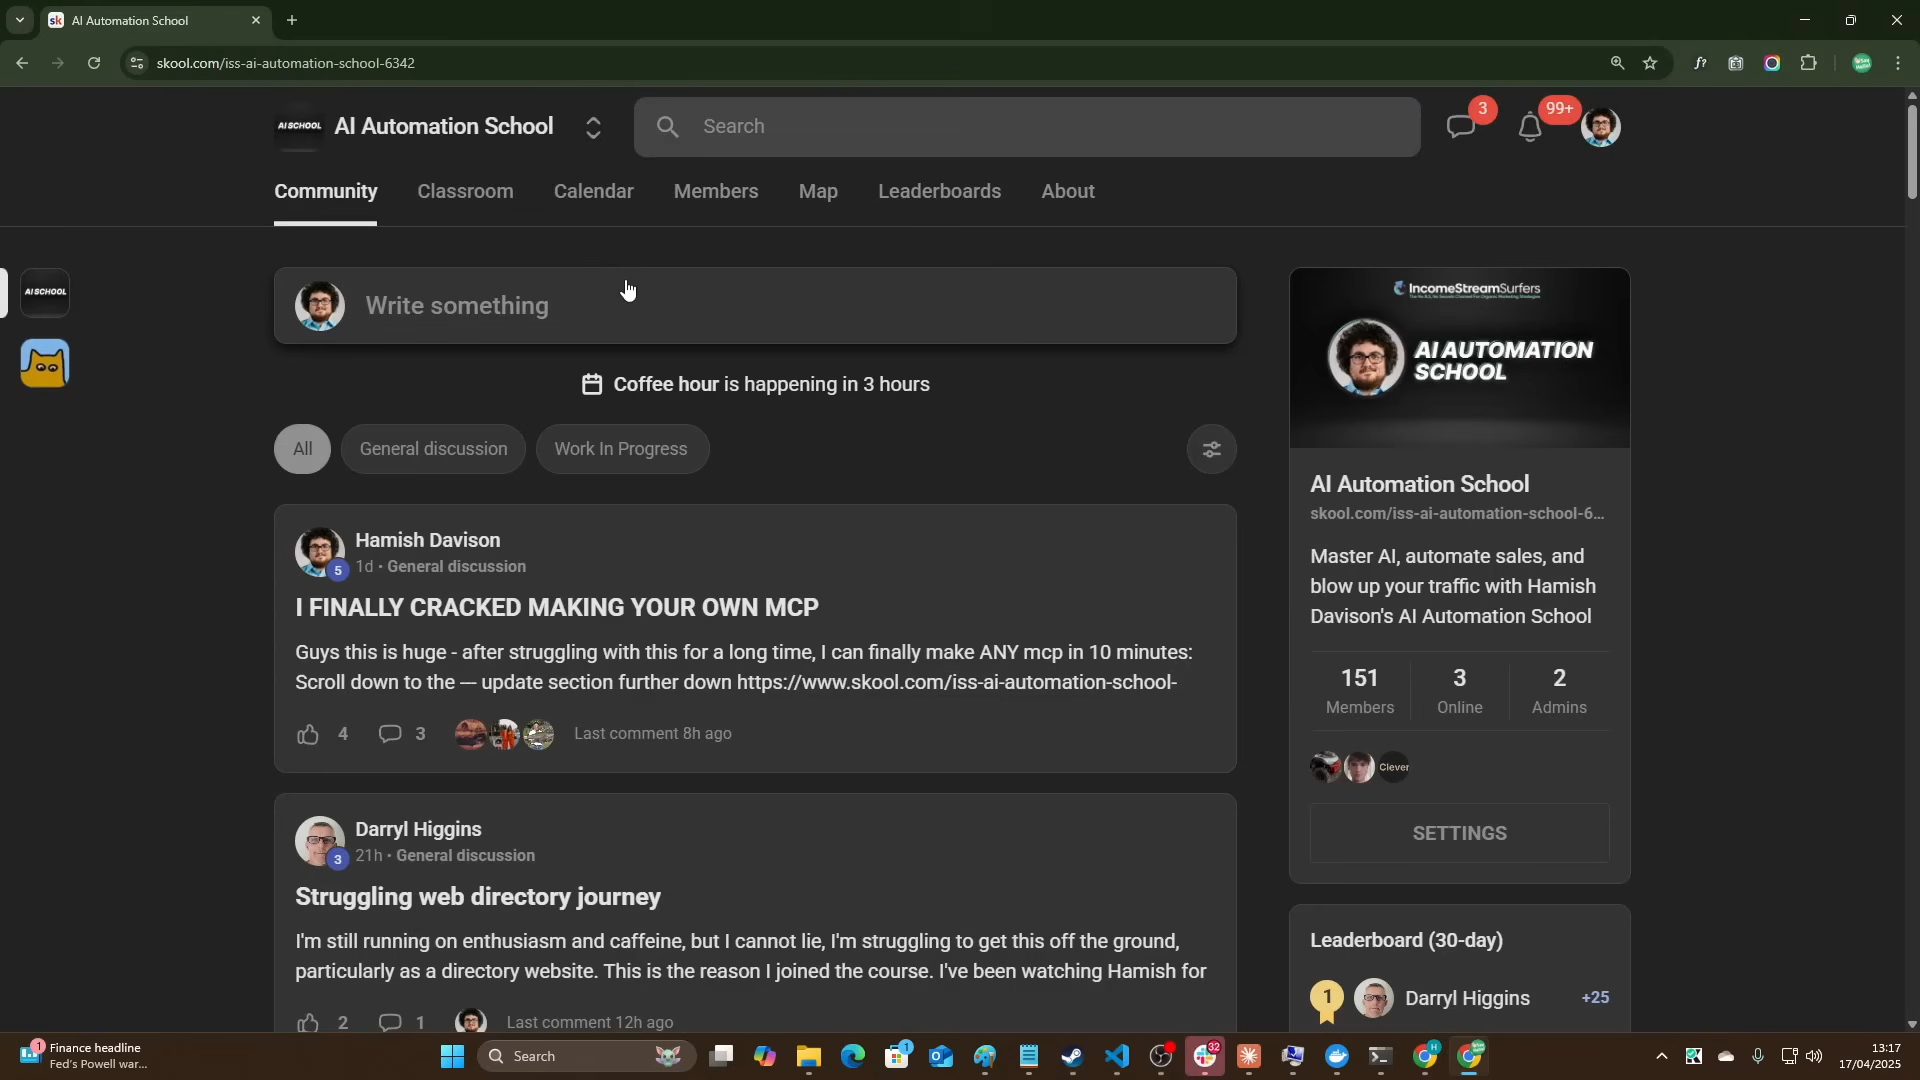 sk AI Automation School
skool.com/iss-ai-automation-school-6342
AI SCHOOL
AI Automation School
Search
3
99+
Community
Classroom
Calendar
Members
Map
Leaderboards
About
AI SCHOOL
Write something
Coffee hour is happening in 3 hours
All
General discussion
Work In Progress
Hamish Davison
5
1d • General discussion
I FINALLY CRACKED MAKING YOUR OWN MCP
Guys this is huge - after struggling with this for a long time, I can finally make ANY mcp in 10 minutes:
Scroll down to the --- update section further down https://www.skool.com/iss-ai-automation-school-
4
3
Last comment 8h ago
Darryl Higgins
3
21h • General discussion
Struggling web directory journey
I'm still running on enthusiasm and caffeine, but I cannot lie, I'm struggling to get this off the ground,
particularly as a directory website. This is the reason I joined the course. I've been watching Hamish for
2
1
Last comment 12h ago
IncomeStreamSurfers
AI AUTOMATION
SCHOOL
AI Automation School
skool.com/iss-ai-automation-school-6...
Master AI, automate sales, and
blow up your traffic with Hamish
Davison's AI Automation School
151
Members
3
Online
2
Admins
Clever
SETTINGS
Leaderboard (30-day)
1
Darryl Higgins
+25
1
Finance headline
Fed's Powell war...
Search
1
32
13:17
17/04/2025